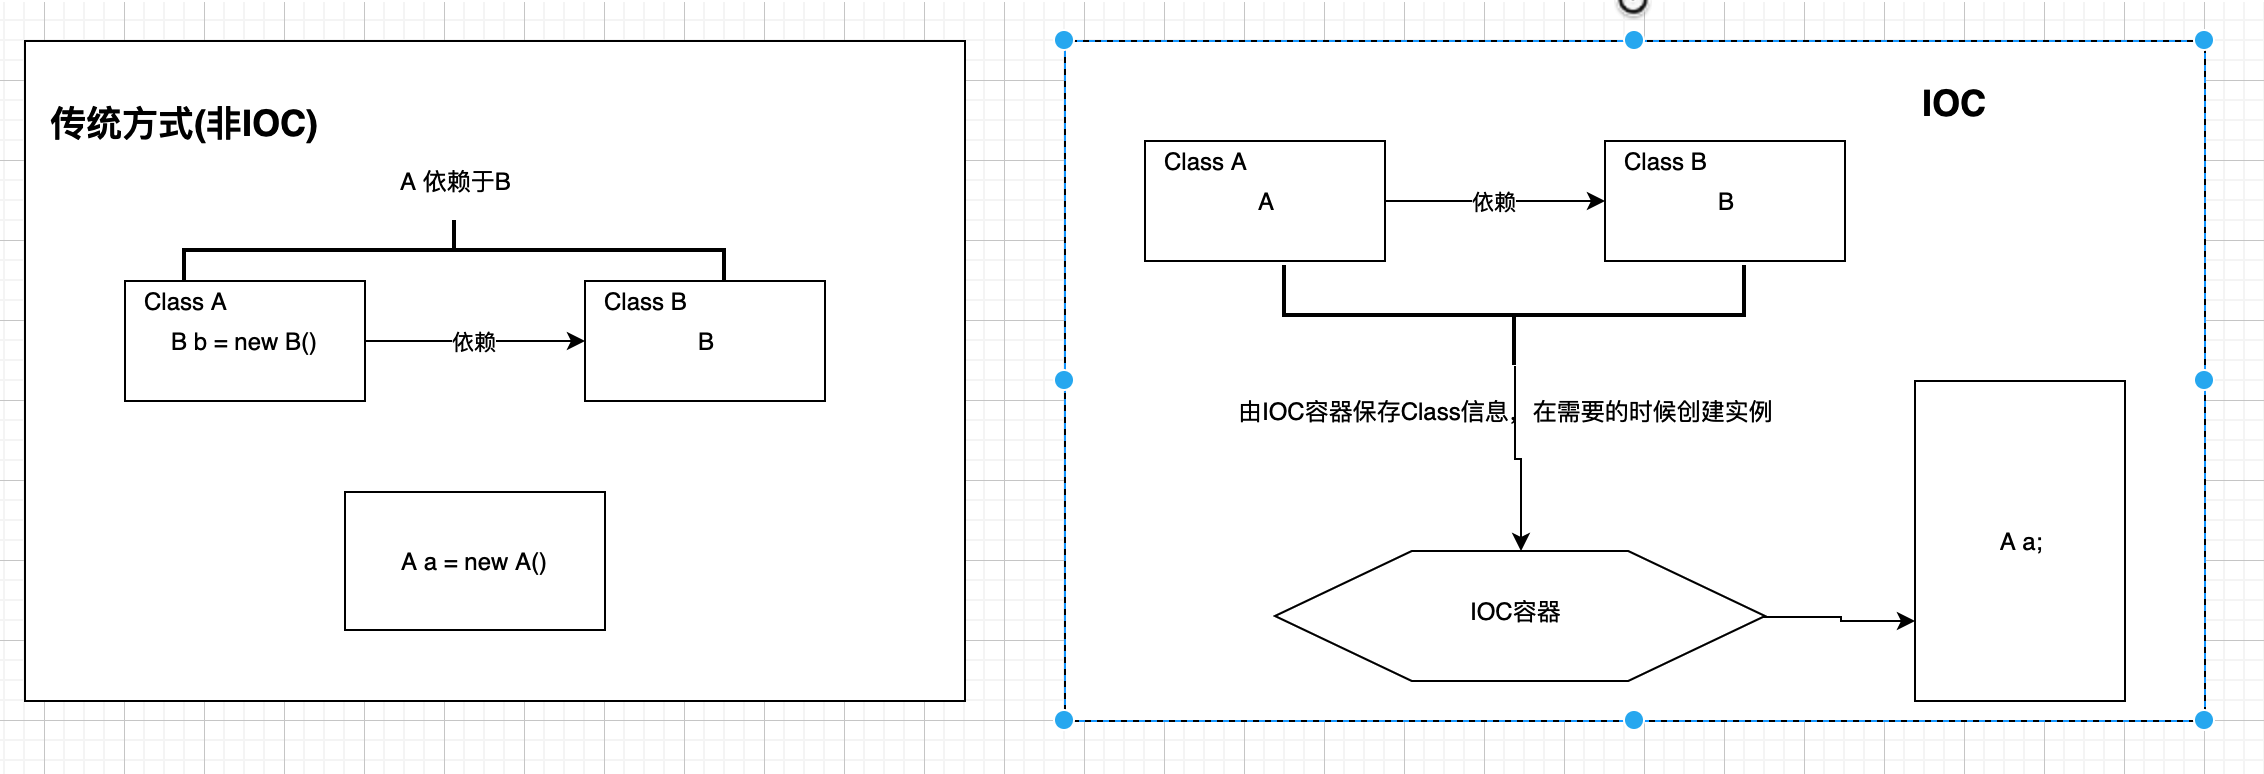 传统方式(非IOC)
A 依赖于B
Class A
B b = new B()
依赖
Class B
B
A a = new A()
IOC
Class A
A
依赖
Class B
B
由IOC容器保存Class信息，在需要的时候创建实例
IOC容器
A a;